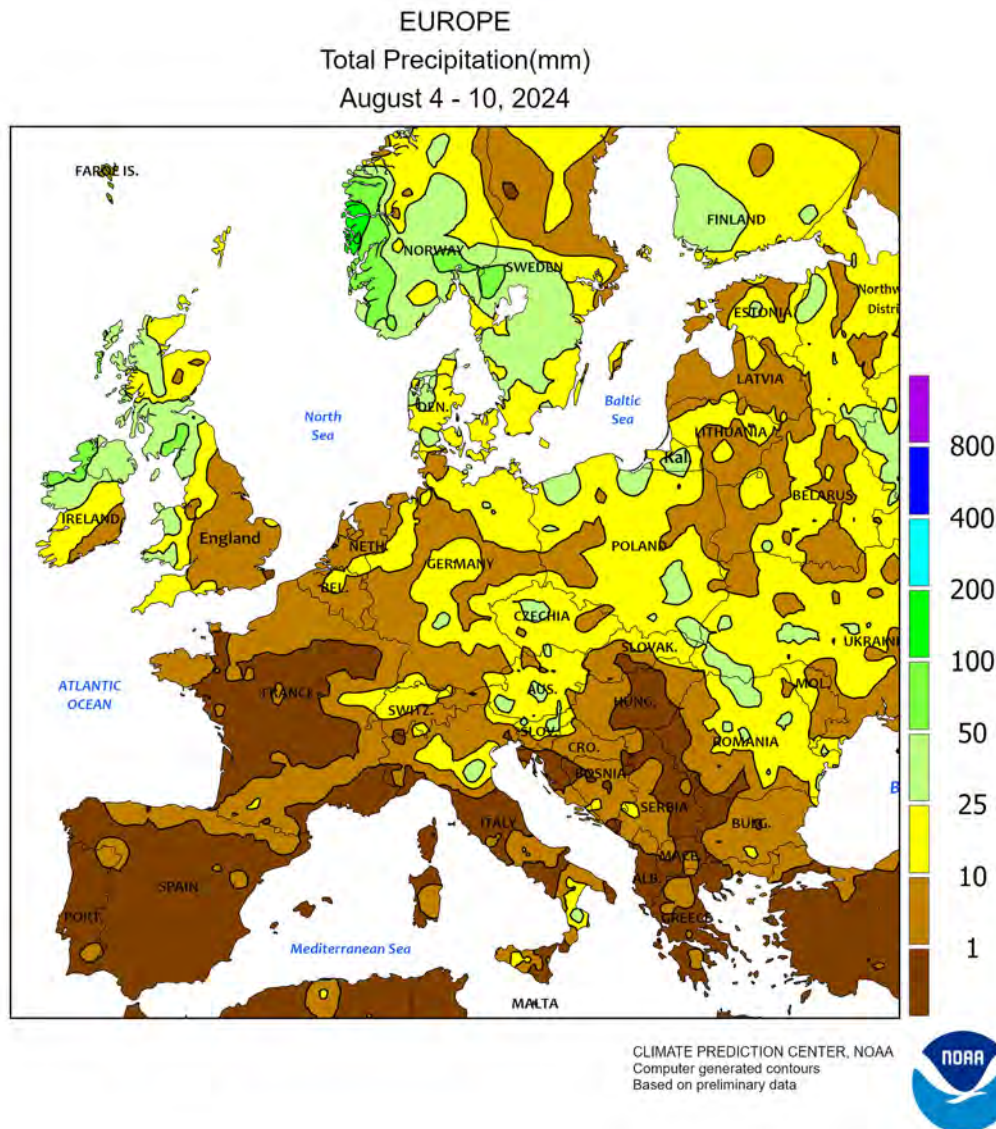 EUROPE
Total Precipitation(mm)
August 4 - 10, 2024
FAROE IS.
FINLAND
NORWAY
SWEDEN
Northw
Distri
ESTONIA
LATVIA
North
Sea
Baltic
Sea
DEN.
LITHUANIA
Kal.
BELARUS
IRELAND
England
NETH.
GERMANY
POLAND
BEL.
CZECHIA
UKRAINE
SLOVAK.
ATLANTIC
OCEAN
FRANCE
AUS.
HUNG.
MOL.
SWITZ.
SLOV.
ROMANIA
CRO.
BOSNIA
B
SERBIA
ITALY
BULG.
MACE.
ALB.
SPAIN
PORT.
GREECE
Mediterranean Sea
MALTA
800
400
200
100
50
25
10
1
CLIMATE PREDICTION CENTER, NOAA
Computer generated contours
Based on preliminary data
NOAA